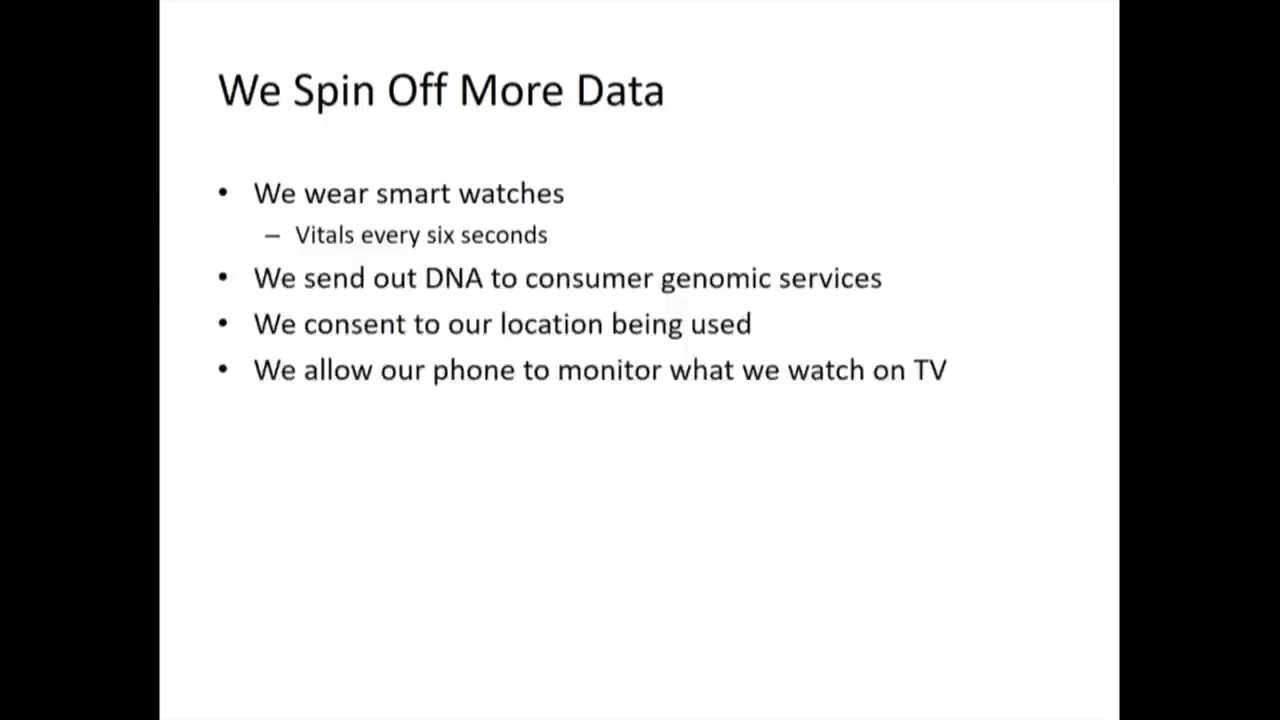 We Spin Off More Data
• We wear smart watches
– Vitals every six seconds
• We send out DNA to consumer genomic services
• We consent to our location being used
• We allow our phone to monitor what we watch on TV